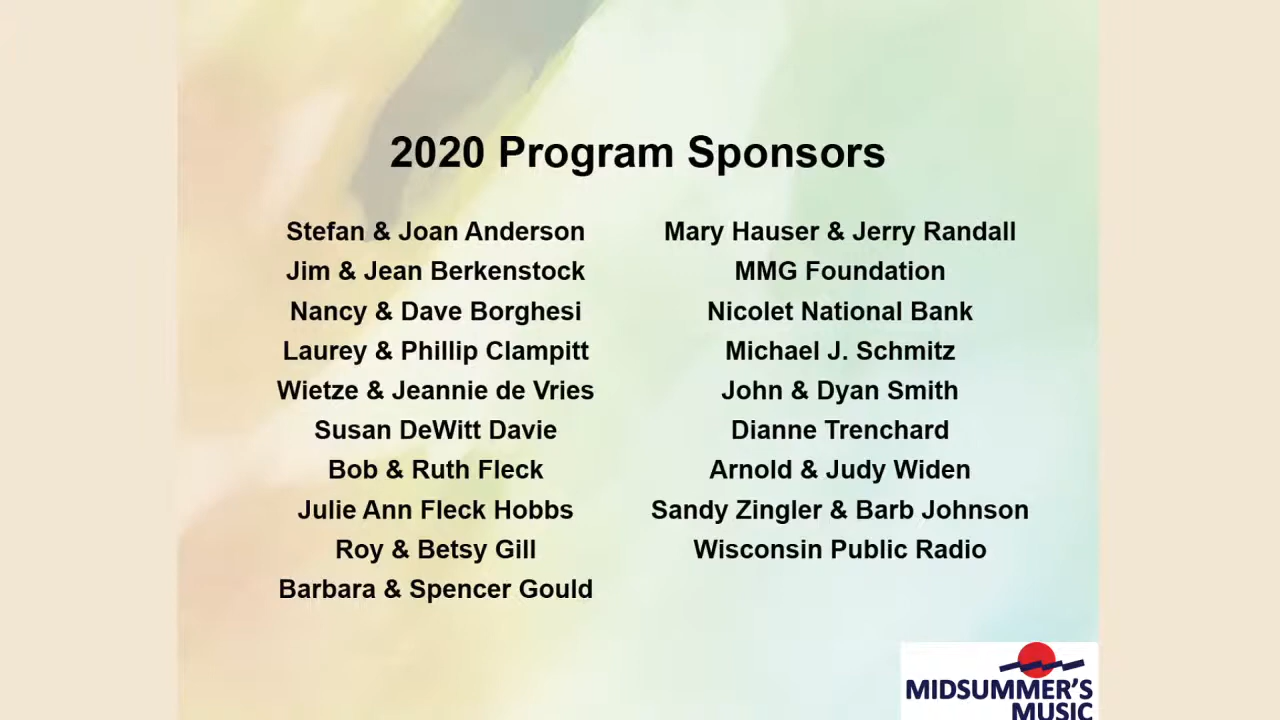 2020 Program Sponsors
Stefan & Joan Anderson
Jim & Jean Berkenstock
Nancy & Dave Borghesi
Laurey & Phillip Clampitt
Wietze & Jeannie de Vries
Susan DeWitt Davie
Bob & Ruth Fleck
Julie Ann Fleck Hobbs
Roy & Betsy Gill
Barbara & Spencer Gould
Mary Hauser & Jerry Randall
MMG Foundation
Nicolet National Bank
Michael J. Schmitz
John & Dyan Smith
Dianne Trenchard
Arnold & Judy Widen
Sandy Zingler & Barb Johnson
Wisconsin Public Radio
MIDSUMMER'S
MUSIC